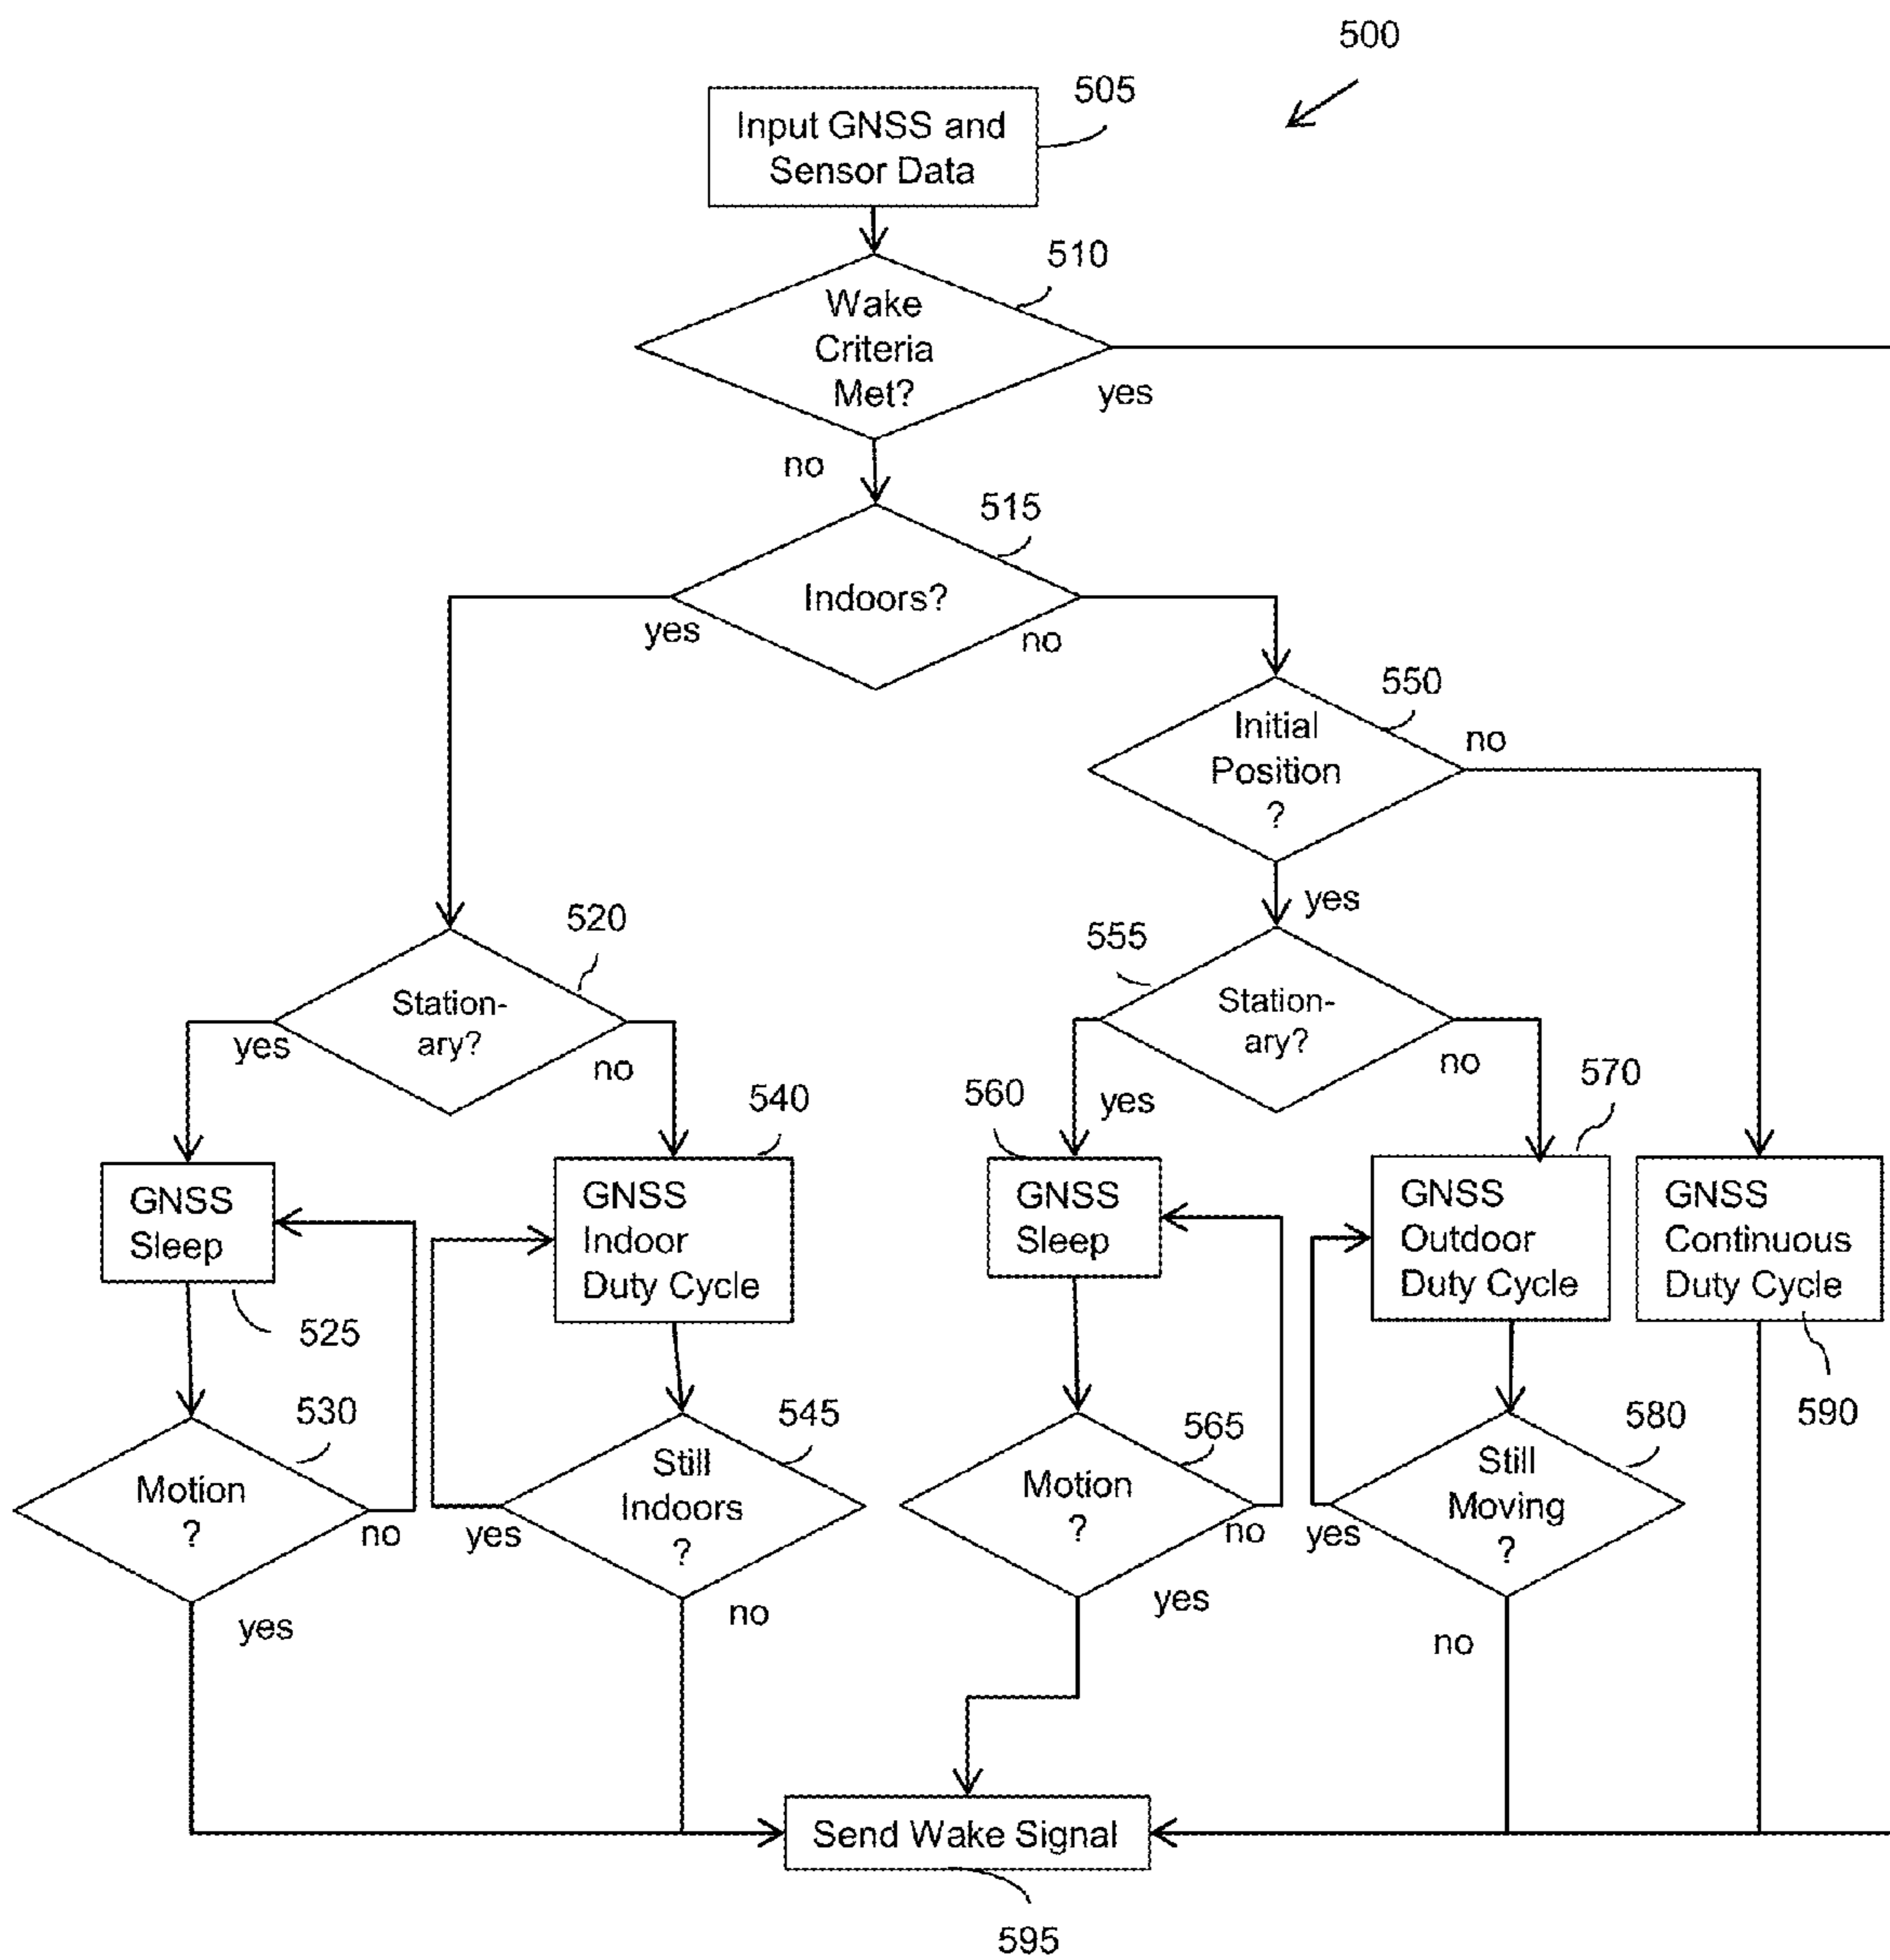 500
505
Input GNSS and
Sensor Data
510
Wake
Criteria
Met?
yes
no
515
Indoors?
yes
no
550
Initial
Position
?
no
yes
520
Station-
ary?
yes
no
555
Station-
ary?
yes
no
540
560
570
GNSS
Sleep
525
GNSS
Indoor
Duty Cycle
GNSS
Sleep
GNSS
Outdoor
Duty Cycle
GNSS
Continuous
Duty Cycle
590
530
Motion
?
no
yes
545
Still
Indoors
?
yes
no
565
Motion
?
no
yes
580
Still
Moving
?
yes
no
Send Wake Signal
595